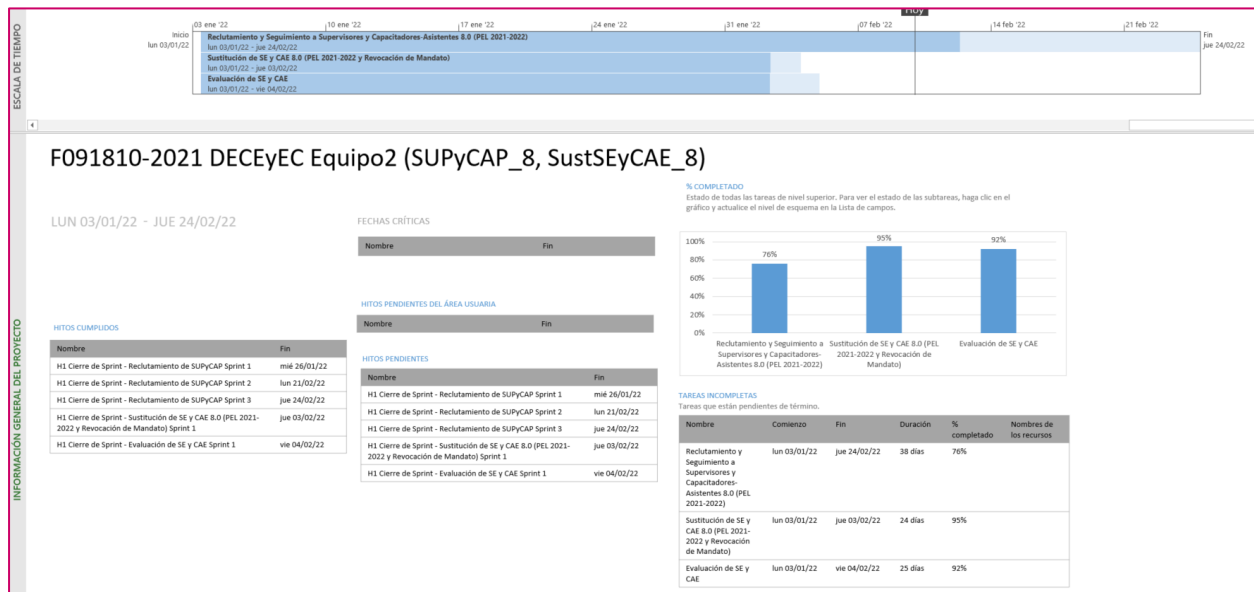 Hoy
03 ene '22
10 ene '22
17 ene '22
24 ene '22
31 ene '22
07 feb '22
14 feb '22
21 feb '22
ESCALA DE TIEMPO
Inicio
lun 03/01/22
Reclutamiento y Seguimiento a Supervisores y Capacitadores-Asistentes 8.0 (PEL 2021-2022)
lun 03/01/22 - jue 24/02/22
Sustitución de SE y CAE 8.0 (PEL 2021-2022 y Revocación de Mandato)
lun 03/01/22 - jue 03/02/22
Evaluación de SE y CAE
lun 03/01/22 - vie 04/02/22
Fin
jue 24/02/22
INFORMACIÓN GENERAL DEL PROYECTO
F091810-2021 DECEyEC Equipo2 (SUPyCAP_8, SustSEyCAE_8)
LUN 03/01/22 - JUE 24/02/22
HITOS CUMPLIDOS
Nombre Fin
H1 Cierre de Sprint - Reclutamiento de SUPyCAP Sprint 1 mié 26/01/22
H1 Cierre de Sprint - Reclutamiento de SUPyCAP Sprint 2 lun 21/02/22
H1 Cierre de Sprint - Reclutamiento de SUPyCAP Sprint 3 jue 24/02/22
H1 Cierre de Sprint - Sustitución de SE y CAE 8.0 (PEL 2021- jue 03/02/22
2022 y Revocación de Mandato) Sprint 1
H1 Cierre de Sprint - Evaluación de SE y CAE Sprint 1 vie 04/02/22
FECHAS CRÍTICAS
Nombre Fin
HITOS PENDIENTES DEL ÁREA USUARIA
Nombre Fin
HITOS PENDIENTES
Nombre Fin
H1 Cierre de Sprint - Reclutamiento de SUPyCAP Sprint 1 mié 26/01/22
H1 Cierre de Sprint - Reclutamiento de SUPyCAP Sprint 2 lun 21/02/22
H1 Cierre de Sprint - Reclutamiento de SUPyCAP Sprint 3 jue 24/02/22
H1 Cierre de Sprint - Sustitución de SE y CAE 8.0 (PEL 2021- jue 03/02/22
2022 y Revocación de Mandato) Sprint 1
H1 Cierre de Sprint - Evaluación de SE y CAE Sprint 1 vie 04/02/22
% COMPLETADO
Estado de todas las tareas de nivel superior. Para ver el estado de las subtareas, haga clic en el
gráfico y actualice el nivel de esquema en la Lista de campos.
100%
80%
60%
40%
20%
0%
76%
95%
92%
Reclutamiento y Seguimiento a
Supervisores y Capacitadores-
Asistentes 8.0 (PEL 2021-2022)
Sustitución de SE y CAE 8.0 (PEL
2021-2022 y Revocación de
Mandato)
Evaluación de SE y CAE
TAREAS INCOMPLETAS
Tareas que están pendientes de término.
Nombre Comienzo Fin Duración % Nombres de
completado los recursos
Reclutamiento y lun 03/01/22 jue 24/02/22 38 días 76%
Seguimiento a
Supervisores y
Capacitadores-
Asistentes 8.0 (PEL
2021-2022)
Sustitución de SE y lun 03/01/22 jue 03/02/22 24 días 95%
CAE 8.0 (PEL 2021-
2022 y Revocación
de Mandato)
Evaluación de SE y lun 03/01/22 vie 04/02/22 25 días 92%
CAE